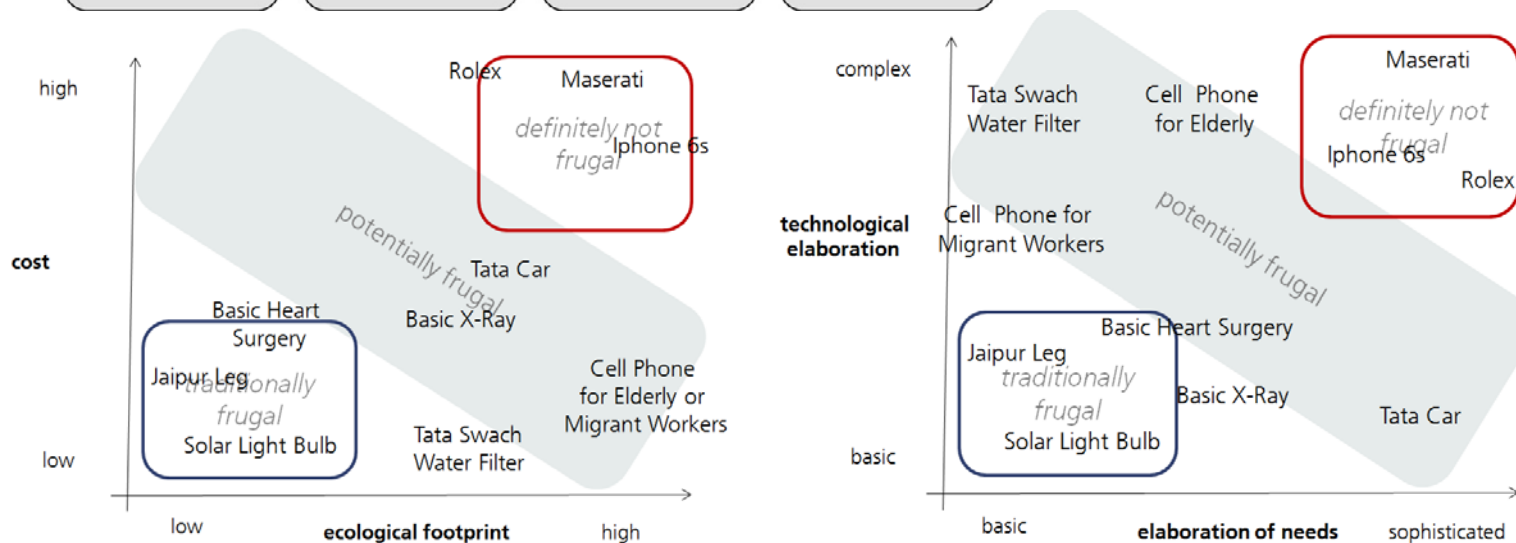 high
Rolex
Maserati
definitely not
frugal
Iphone 6s
potentially frugal
cost
Tata Car
Basic Heart
Surgery
Basic X-Ray
Jaipur Leg
traditionally
frugal
Solar Light Bulb
Cell Phone
for Elderly or
Migrant Workers
Tata Swach
Water Filter
low
low
ecological footprint
high
complex
Tata Swach
Water Filter
Cell Phone
for Elderly
Maserati
definitely not
frugal
Iphone 6s
Rolex
technological
elaboration
Cell Phone for
Migrant Workers
potentially frugal
Basic Heart Surgery
Jaipur Leg
traditionally
frugal
Solar Light Bulb
Basic X-Ray
Tata Car
basic
basic
elaboration of needs
sophisticated